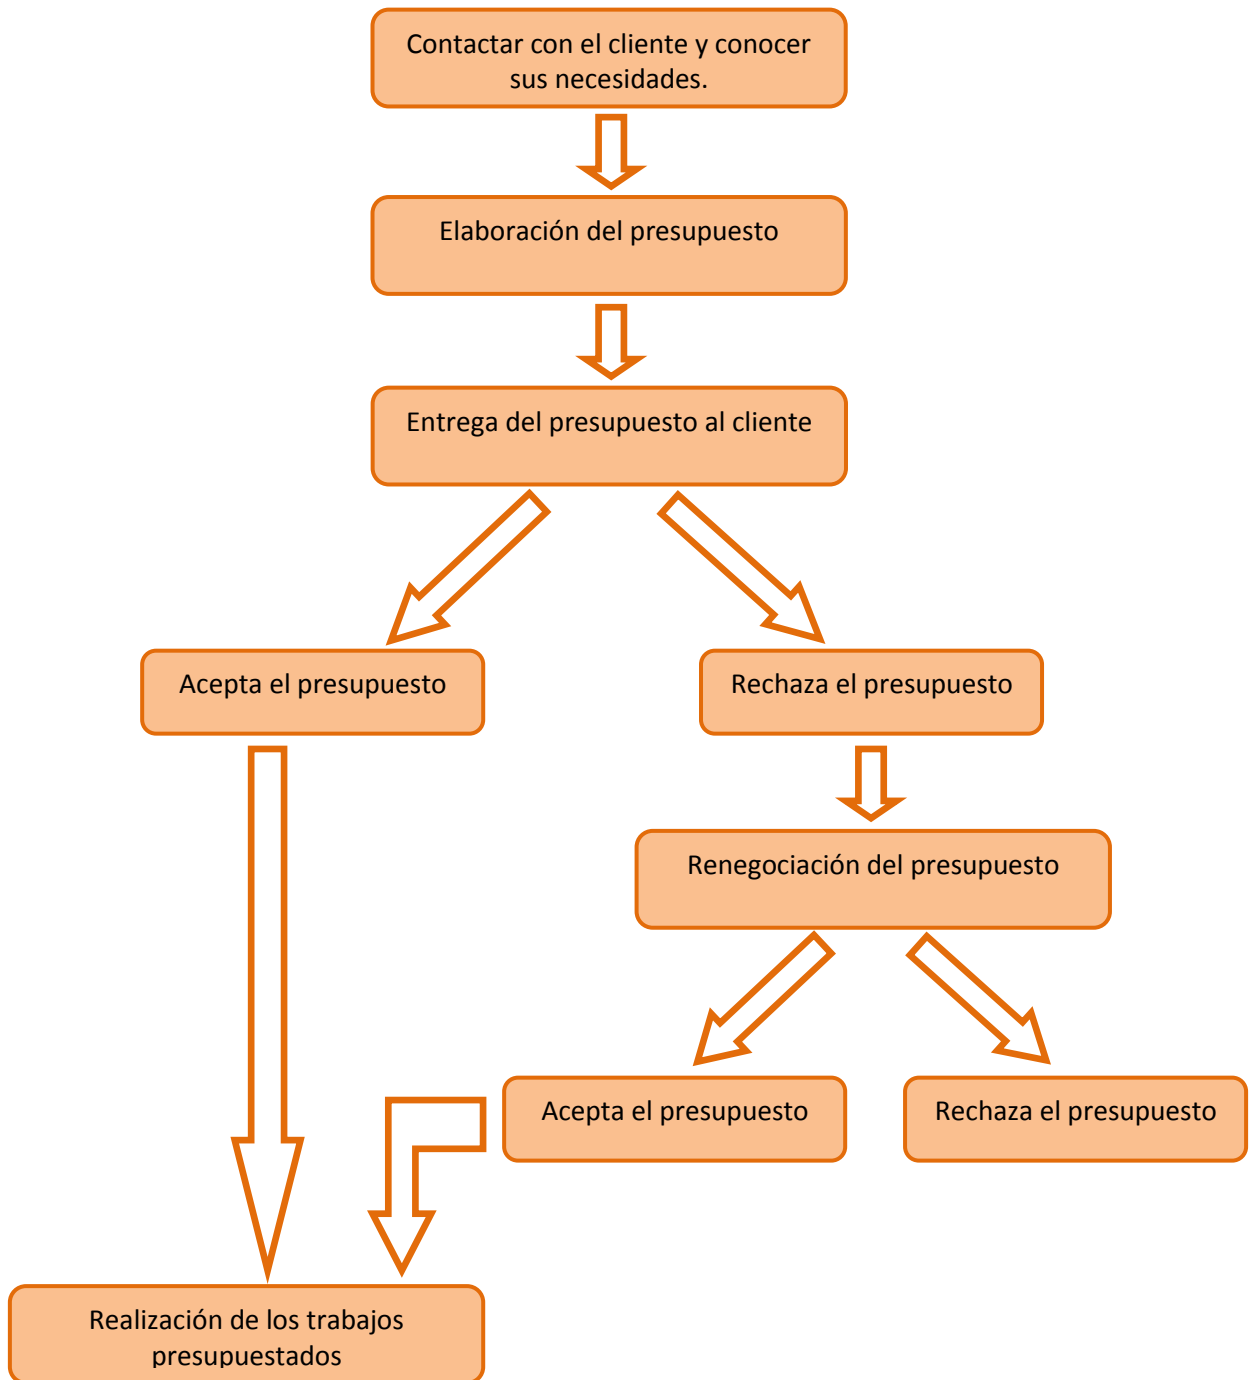 Contactar con el cliente y conocer
sus necesidades.
Elaboración del presupuesto
Entrega del presupuesto al cliente
Acepta el presupuesto
Rechaza el presupuesto
Renegociación del presupuesto
Acepta el presupuesto
Rechaza el presupuesto
Realización de los trabajos
presupuestados